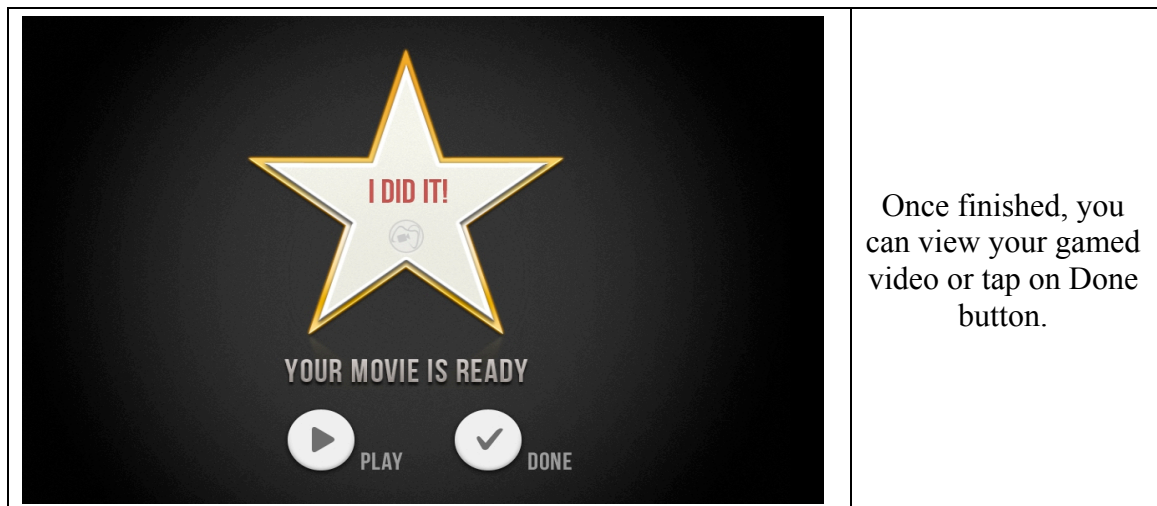 I DID IT!
YOUR MOVIE IS READY
PLAY DONE
Once finished, you
can view your gamed
video or tap on Done
button.